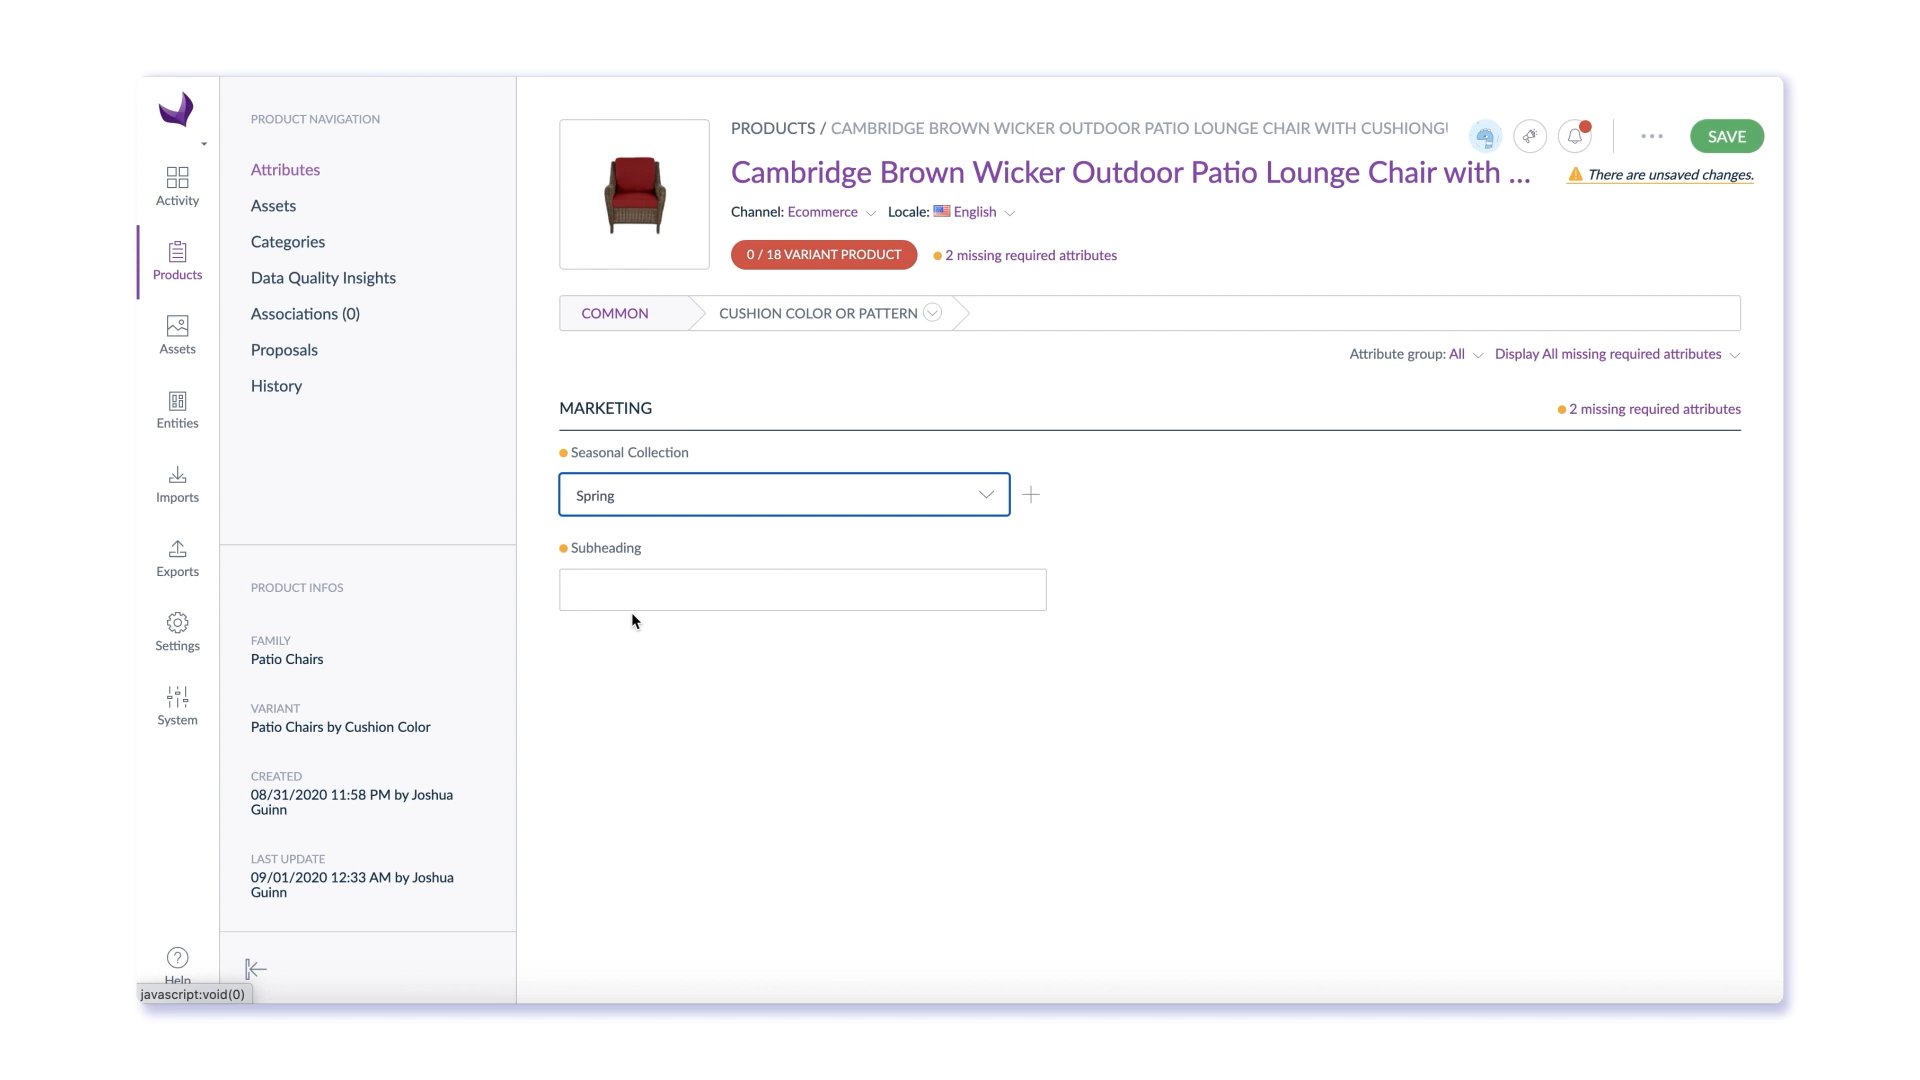 Activity
Products
Assets
Entities
Imports
Exports
Settings
System
Help
javascript:void(0)
PRODUCT NAVIGATION
Attributes
Assets
Categories
Data Quality Insights
Associations (0)
Proposals
History
PRODUCT INFOS
FAMILY
Patio Chairs
VARIANT
Patio Chairs by Cushion Color
CREATED
08/31/2020 11:58 PM by Joshua
Guinn
LAST UPDATE
09/01/2020 12:33 AM by Joshua
Guinn
PRODUCTS / CAMBRIDGE BROWN WICKER OUTDOOR PATIO LOUNGE CHAIR WITH CUSHIONGU
SAVE
Cambridge Brown Wicker Outdoor Patio Lounge Chair with ...
There are unsaved changes.
Channel: Ecommerce Locale: English
0 / 18 VARIANT PRODUCT 2 missing required attributes
COMMON CUSHION COLOR OR PATTERN
Attribute group: All Display All missing required attributes
MARKETING 2 missing required attributes
Seasonal Collection
Spring
Subheading